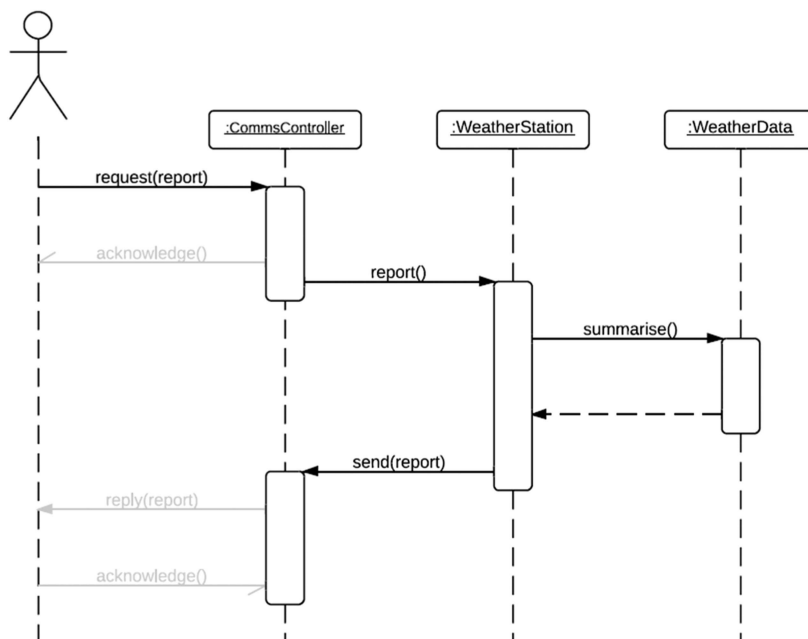 :CommsController
:WeatherStation
:WeatherData
request(report)
acknowledge()
report()
summarise()
send(report)
reply(report)
acknowledge()